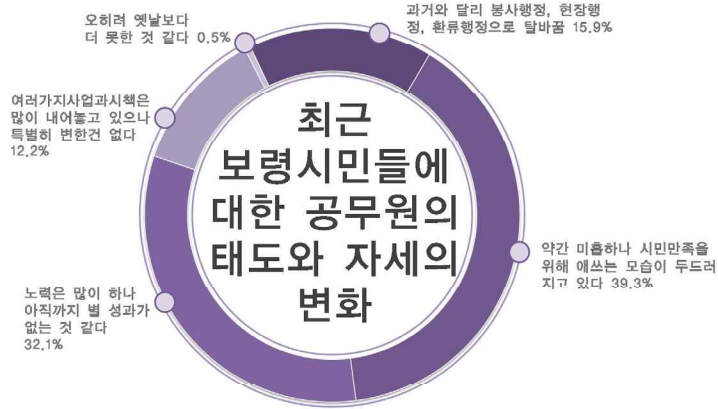 오히려 옛날보다
더 못한 것 같다 0.5%
과거와 달리 봉사행정, 현장행
정, 환류행정으로 탈바꿈 15.9%
여러가지사업과시책은
많이 내어놓고 있으나
특별히 변한건 없다
12.2%
최근
보령시민들에
대한 공무원의
태도와 자세의
변화
약간 미흡하나 시민만족을
위해 애쓰는 모습이 두드러
지고 있다 39.3%
노력은 많이 하나
아직까지 별 성과가
없는 것 같다
32.1%